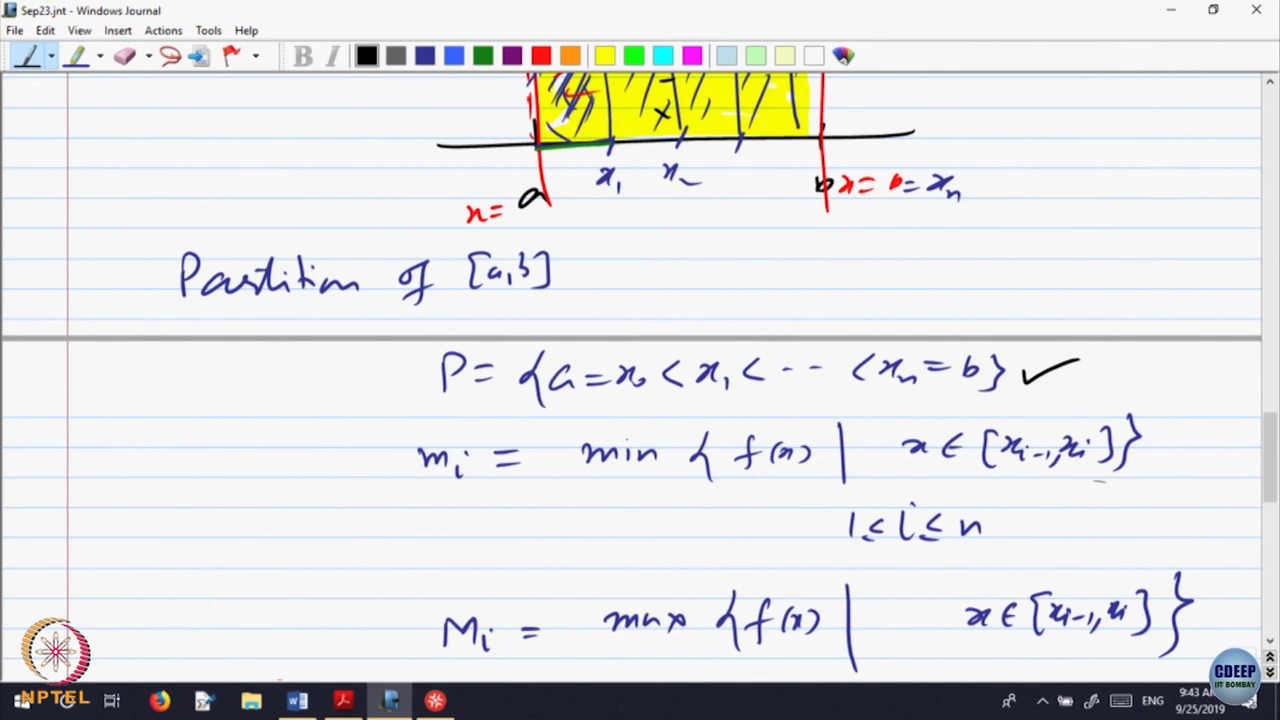 Sep23.jnt - Windows Journal
File Edit View Insert Actions Tools Help
B I
x
x₁ x₂
x = a
b x = b = xₙ
Partition of [a,b]
P = {a = x₀ < x₁ < -- < xₙ = b} ✓
mᵢ = min { f(x) | x ∈ [xᵢ₋₁, xᵢ]}
1 ≤ i ≤ n
Mᵢ = max {f(x) | x ∈ [xᵢ₋₁, xᵢ]}
NPTEL
CDEEP
IIT BOMBAY
ENG
9:43 AM
9/25/2019